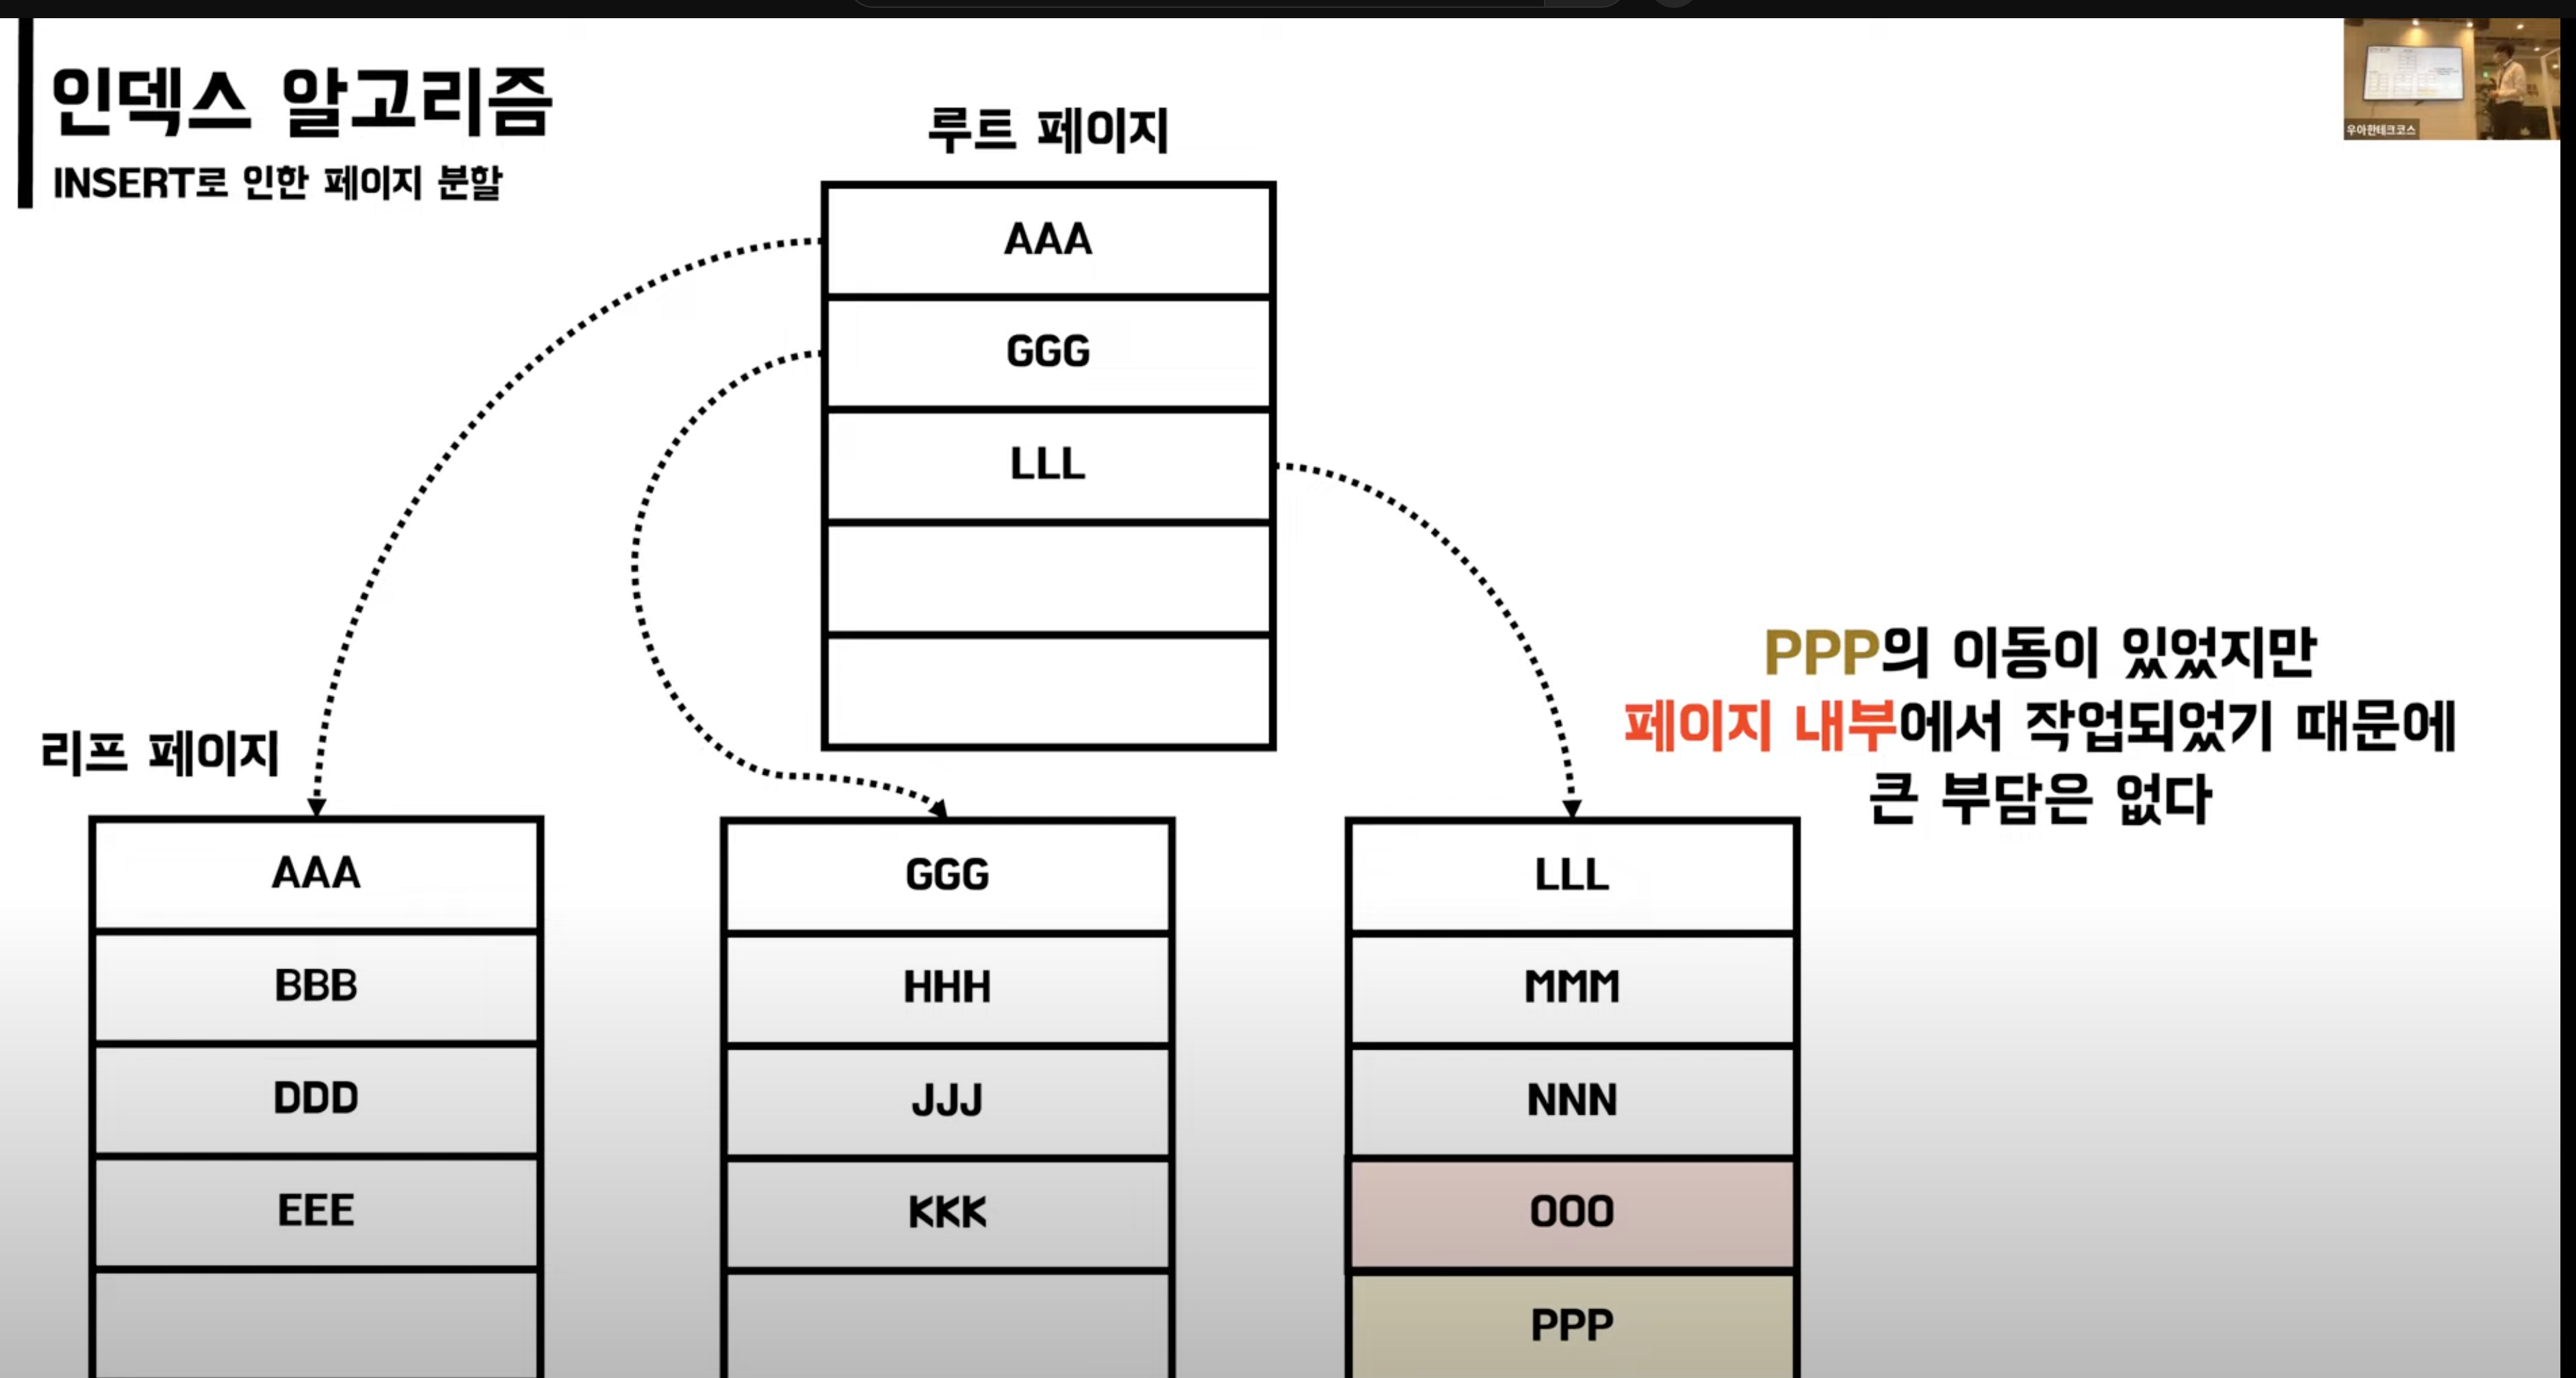 인덱스 알고리즘
INSERT로 인한 페이지 분할
우아한테크코스
루트 페이지
AAA
GGG
LLL
PPP의 이동이 있었지만
페이지 내부에서 작업되었기 때문에
큰 부담은 없다
리프 페이지
AAA
BBB
DDD
EEE
GGG
HHH
JJJ
KKK
LLL
MMM
NNN
OOO
PPP